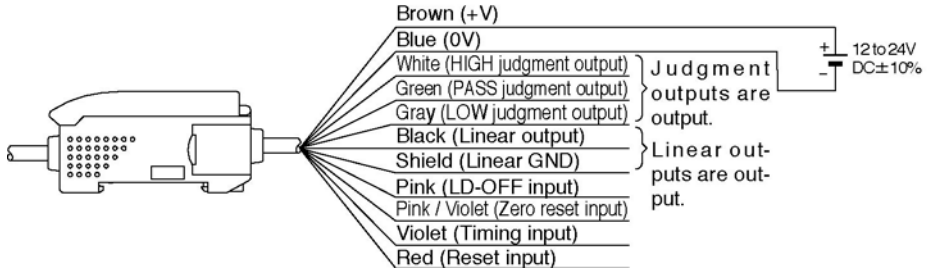 Brown (+V)
Blue (0V)
White (HIGH judgment output)
Green (PASS judgment output)
Gray (LOW judgment output)
Judgment
outputs are
output.
Black (Linear output)
Shield (Linear GND)
Linear out-
puts are out-
put.
Pink (LD-OFF input)
Pink / Violet (Zero reset input)
Violet (Timing input)
Red (Reset input)
+
−
12 to 24V
DC±10%